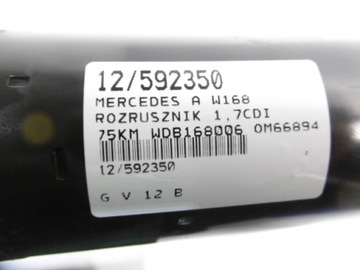 12/592350
MERCEDES A W168
ROZRUSZNIK 1,7CDI
75KM WDB168006 OM66894
12/592350
G V 12 B